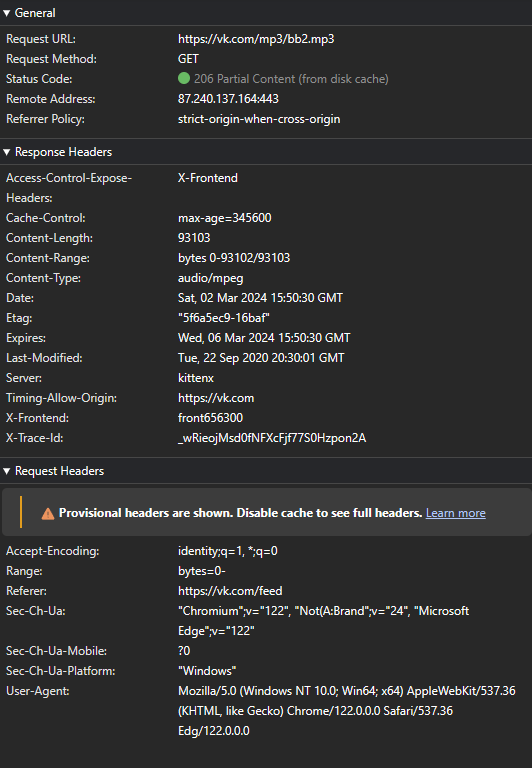 General
Request URL: https://vk.com/mp3/bb2.mp3
Request Method: GET
Status Code: 206 Partial Content (from disk cache)
Remote Address: 87.240.137.164:443
Referrer Policy: strict-origin-when-cross-origin
Response Headers
Access-Control-Expose- X-Frontend
Headers:
Cache-Control: max-age=345600
Content-Length: 93103
Content-Range: bytes 0-93102/93103
Content-Type: audio/mpeg
Date: Sat, 02 Mar 2024 15:50:30 GMT
Etag: "5f6a5ec9-16baf"
Expires: Wed, 06 Mar 2024 15:50:30 GMT
Last-Modified: Tue, 22 Sep 2020 20:30:01 GMT
Server: kittenx
Timing-Allow-Origin: https://vk.com
X-Frontend: front656300
X-Trace-Id: _wRieojMsd0fNFXcFjf77S0Hzpon2A
Request Headers
Provisional headers are shown. Disable cache to see full headers. Learn more
Accept-Encoding: identity;q=1, *;q=0
Range: bytes=0-
Referer: https://vk.com/feed
Sec-Ch-Ua: "Chromium";v="122", "Not(A:Brand";v="24", "Microsoft
Edge";v="122"
Sec-Ch-Ua-Mobile: ?0
Sec-Ch-Ua-Platform: "Windows"
User-Agent: Mozilla/5.0 (Windows NT 10.0; Win64; x64) AppleWebKit/537.36
(KHTML, like Gecko) Chrome/122.0.0.0 Safari/537.36
Edg/122.0.0.0